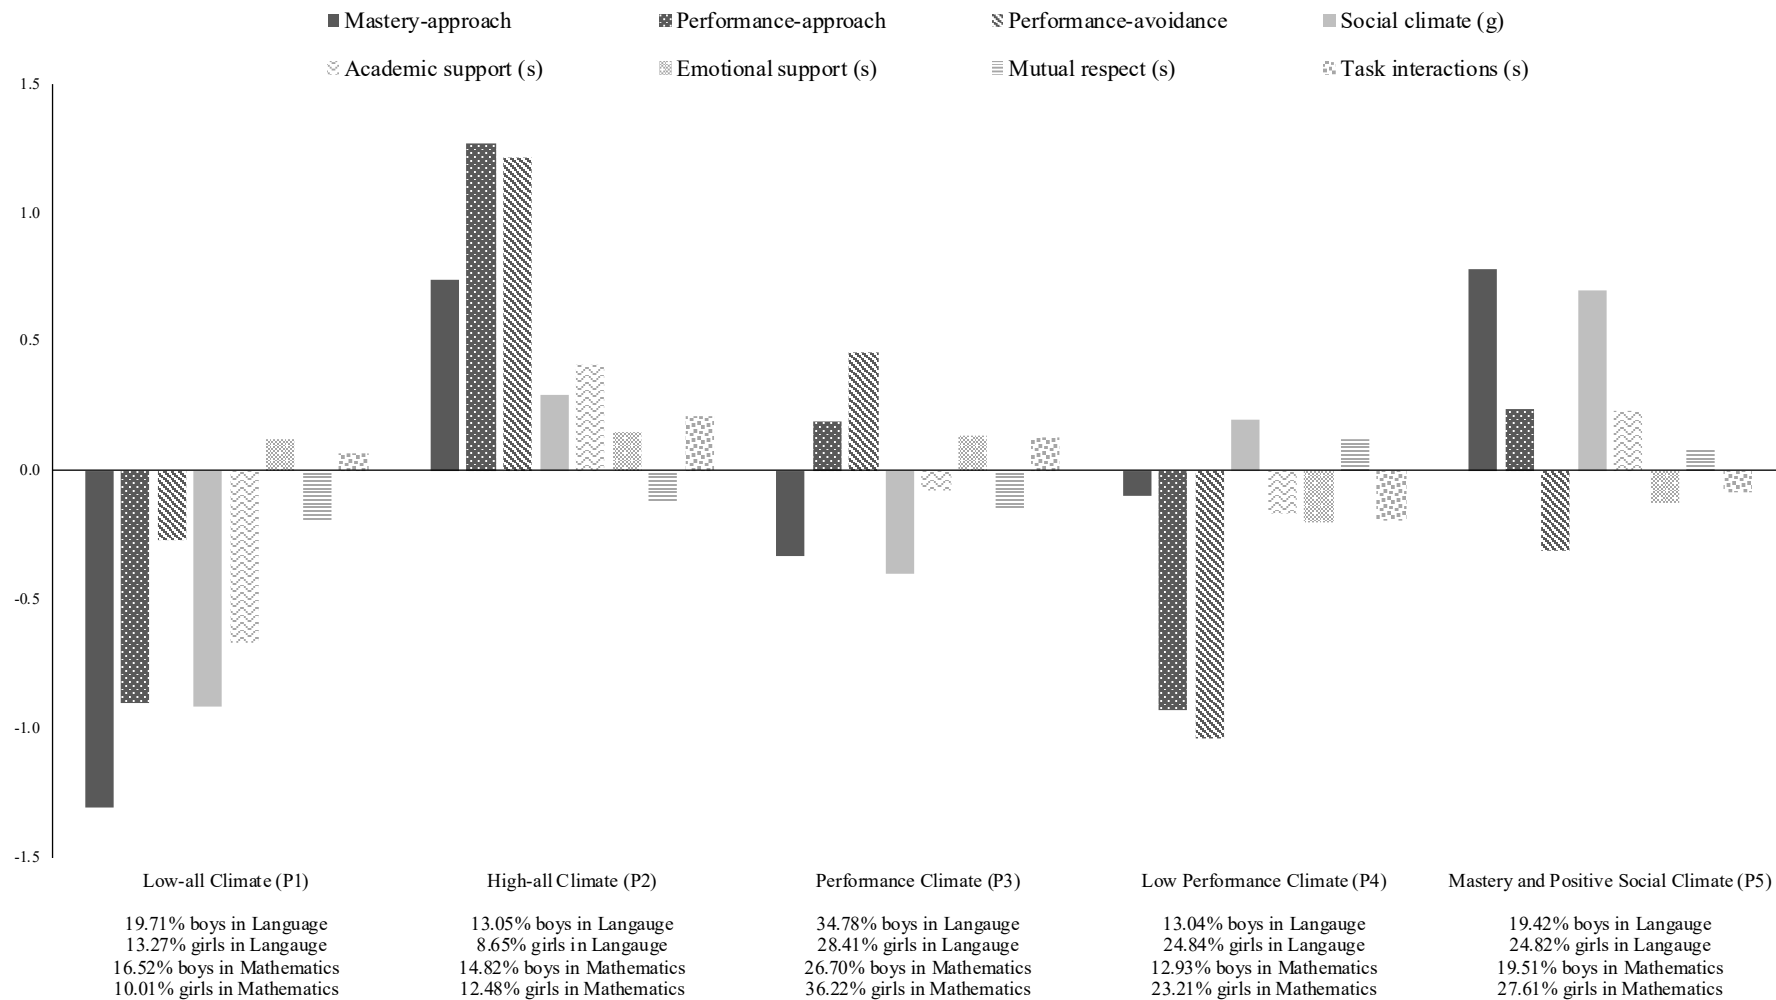 Mastery-approach Performance-approach Performance-avoidance Social climate (g)
Academic support (s) Emotional support (s) Mutual respect (s) Task interactions (s)
1.5
1.0
0.5
0.0
-0.5
-1.0
-1.5
Low-all Climate (P1) High-all Climate (P2) Performance Climate (P3) Low Performance Climate (P4) Mastery and Positive Social Climate (P5)
19.71% boys in Langauge 13.05% boys in Langauge 34.78% boys in Langauge 13.04% boys in Langauge 19.42% boys in Langauge
13.27% girls in Langauge 8.65% girls in Langauge 28.41% girls in Langauge 24.84% girls in Langauge 24.82% girls in Langauge
16.52% boys in Mathematics 14.82% boys in Mathematics 26.70% boys in Mathematics 12.93% boys in Mathematics 19.51% boys in Mathematics
10.01% girls in Mathematics 12.48% girls in Mathematics 36.22% girls in Mathematics 23.21% girls in Mathematics 27.61% girls in Mathematics